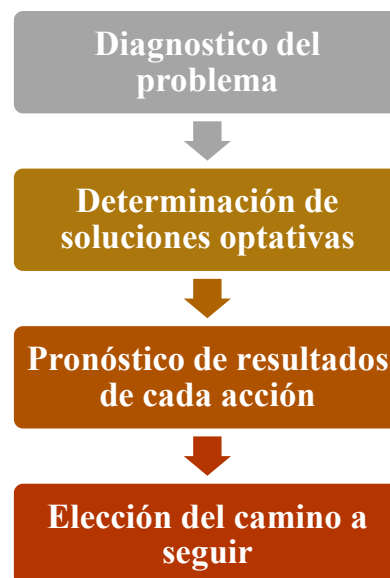 Diagnostico del
problema
Determinación de
soluciones optativas
Pronóstico de resultados
de cada acción
Elección del camino a
seguir